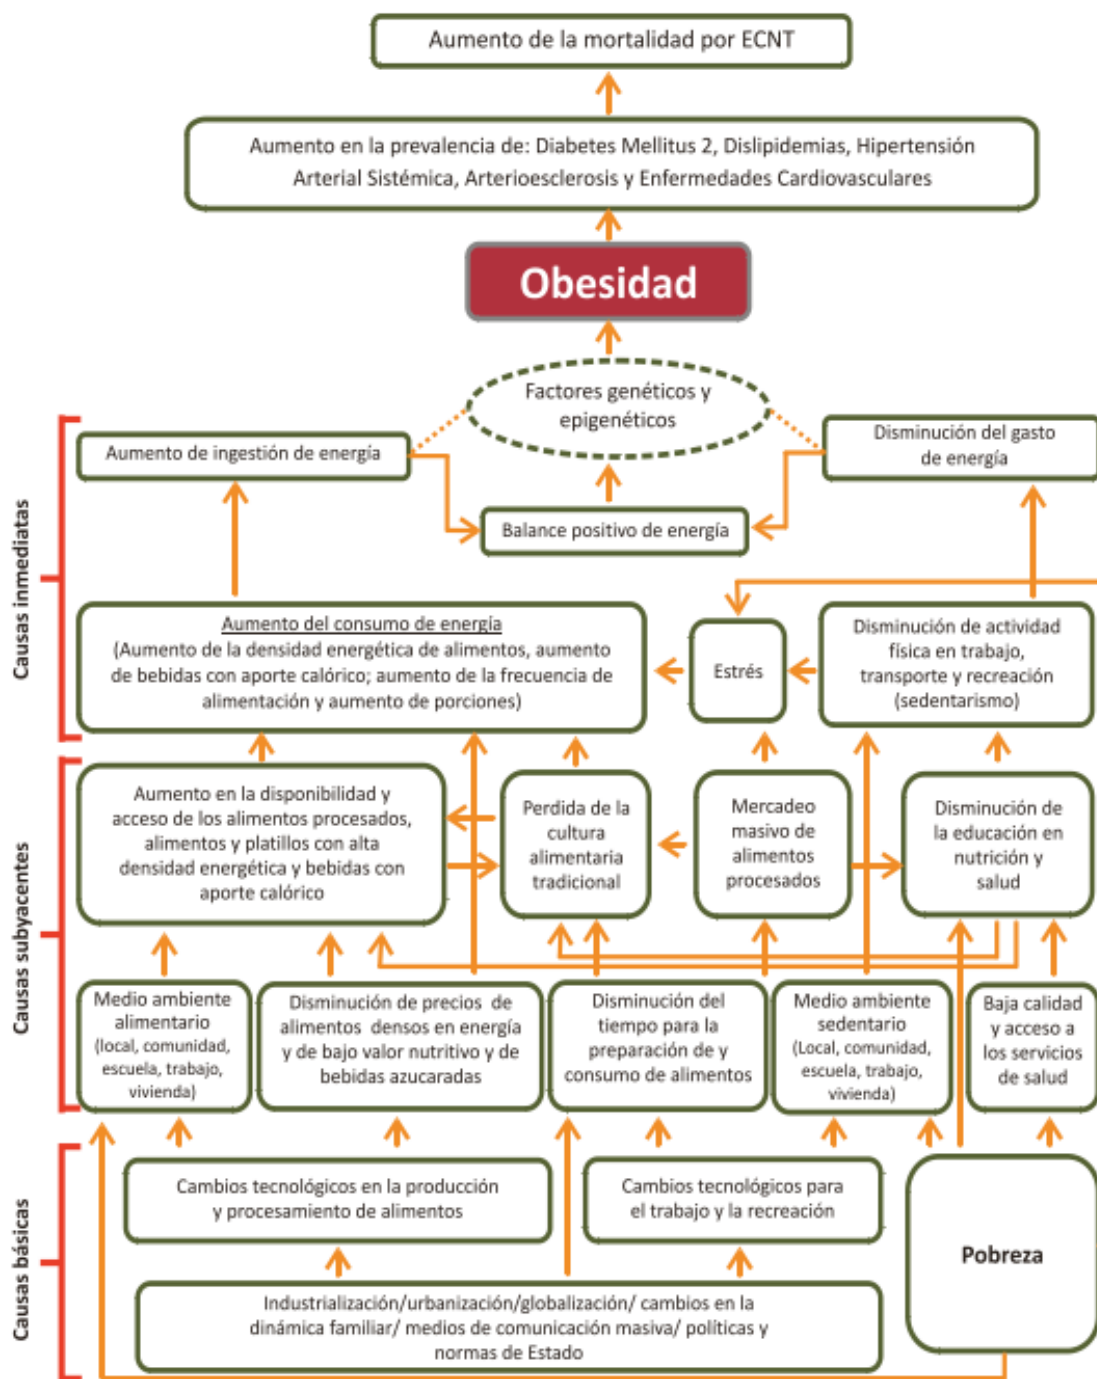 Aumento de la mortalidad por ECNT
Aumento en la prevalencia de: Diabetes Mellitus 2, Dislipidemias, Hipertensión
Arterial Sistémica, Arterioesclerosis y Enfermedades Cardiovasculares
Obesidad
Factores genéticos y
epigenéticos
Causas inmediatas
Aumento de ingestión de energía
Disminución del gasto
de energía
Balance positivo de energía
Aumento del consumo de energía
(Aumento de la densidad energética de alimentos, aumento
de bebidas con aporte calórico; aumento de la frecuencia de
alimentación y aumento de porciones)
Estrés
Disminución de actividad
física en trabajo,
transporte y recreación
(sedentarismo)
Causas subyacentes
Aumento en la disponibilidad y
acceso de los alimentos procesados,
alimentos y platillos con alta
densidad energética y bebidas con
aporte calórico
Perdida de la
cultura
alimentaria
tradicional
Mercadeo
masivo de
alimentos
procesados
Disminución de
la educación en
nutrición y
salud
Medio ambiente
alimentario
(local, comunidad,
escuela, trabajo,
vivienda)
Disminución de precios de
alimentos densos en energía
y de bajo valor nutritivo y de
bebidas azucaradas
Disminución del
tiempo para la
preparación de y
consumo de alimentos
Medio ambiente
sedentario
(Local, comunidad,
escuela, trabajo,
vivienda)
Baja calidad
y acceso a
los servicios
de salud
Causas básicas
Cambios tecnológicos en la producción
y procesamiento de alimentos
Cambios tecnológicos para
el trabajo y la recreación
Pobreza
Industrialización/urbanización/globalización/ cambios en la
dinámica familiar/ medios de comunicación masiva/ políticas y
normas de Estado